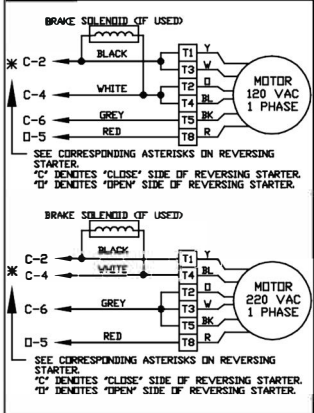 BRAKE SOLENOID (IF USED)
BLACK
T1 Y
* C-2
T3 W
WHITE
T2 O
MOTOR
120 VAC
1 PHASE
C-4
T4 BL
GREY
C-6
T5 BK
RED
O-5
T8 R
SEE CORRESPONDING ASTERISKS ON REVERSING
STARTER.
"C" DENOTES "CLOSE" SIDE OF REVERSING STARTER.
"O" DENOTES "OPEN" SIDE OF REVERSING STARTER.
BRAKE SOLENOID (IF USED)
BLACK
C-2
T1 Y
*
WHITE
C-4
T4 BL
T2 O
MOTOR
220 VAC
1 PHASE
GREY
C-6
T3 W
T5 BK
RED
O-5
T8 R
SEE CORRESPONDING ASTERISKS ON REVERSING
STARTER.
"C" DENOTES "CLOSE" SIDE OF REVERSING STARTER.
"O" DENOTES "OPEN" SIDE OF REVERSING STARTER.